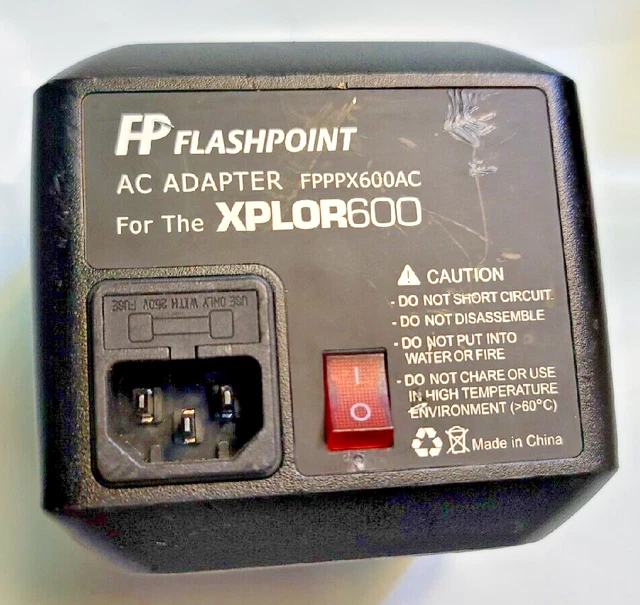 FP FLASHPOINT
AC ADAPTER FPPPX600AC
For The XPLOR600
CAUTION
- DO NOT SHORT CIRCUIT
- DO NOT DISASSEMBLE
- DO NOT PUT INTO
WATER OR FIRE
- DO NOT CHARE OR USE
IN HIGH TEMPERATURE
ENVIRONMENT (>60°C)
Made in China
USE ONLY WITH 250V
FUSE
I
O